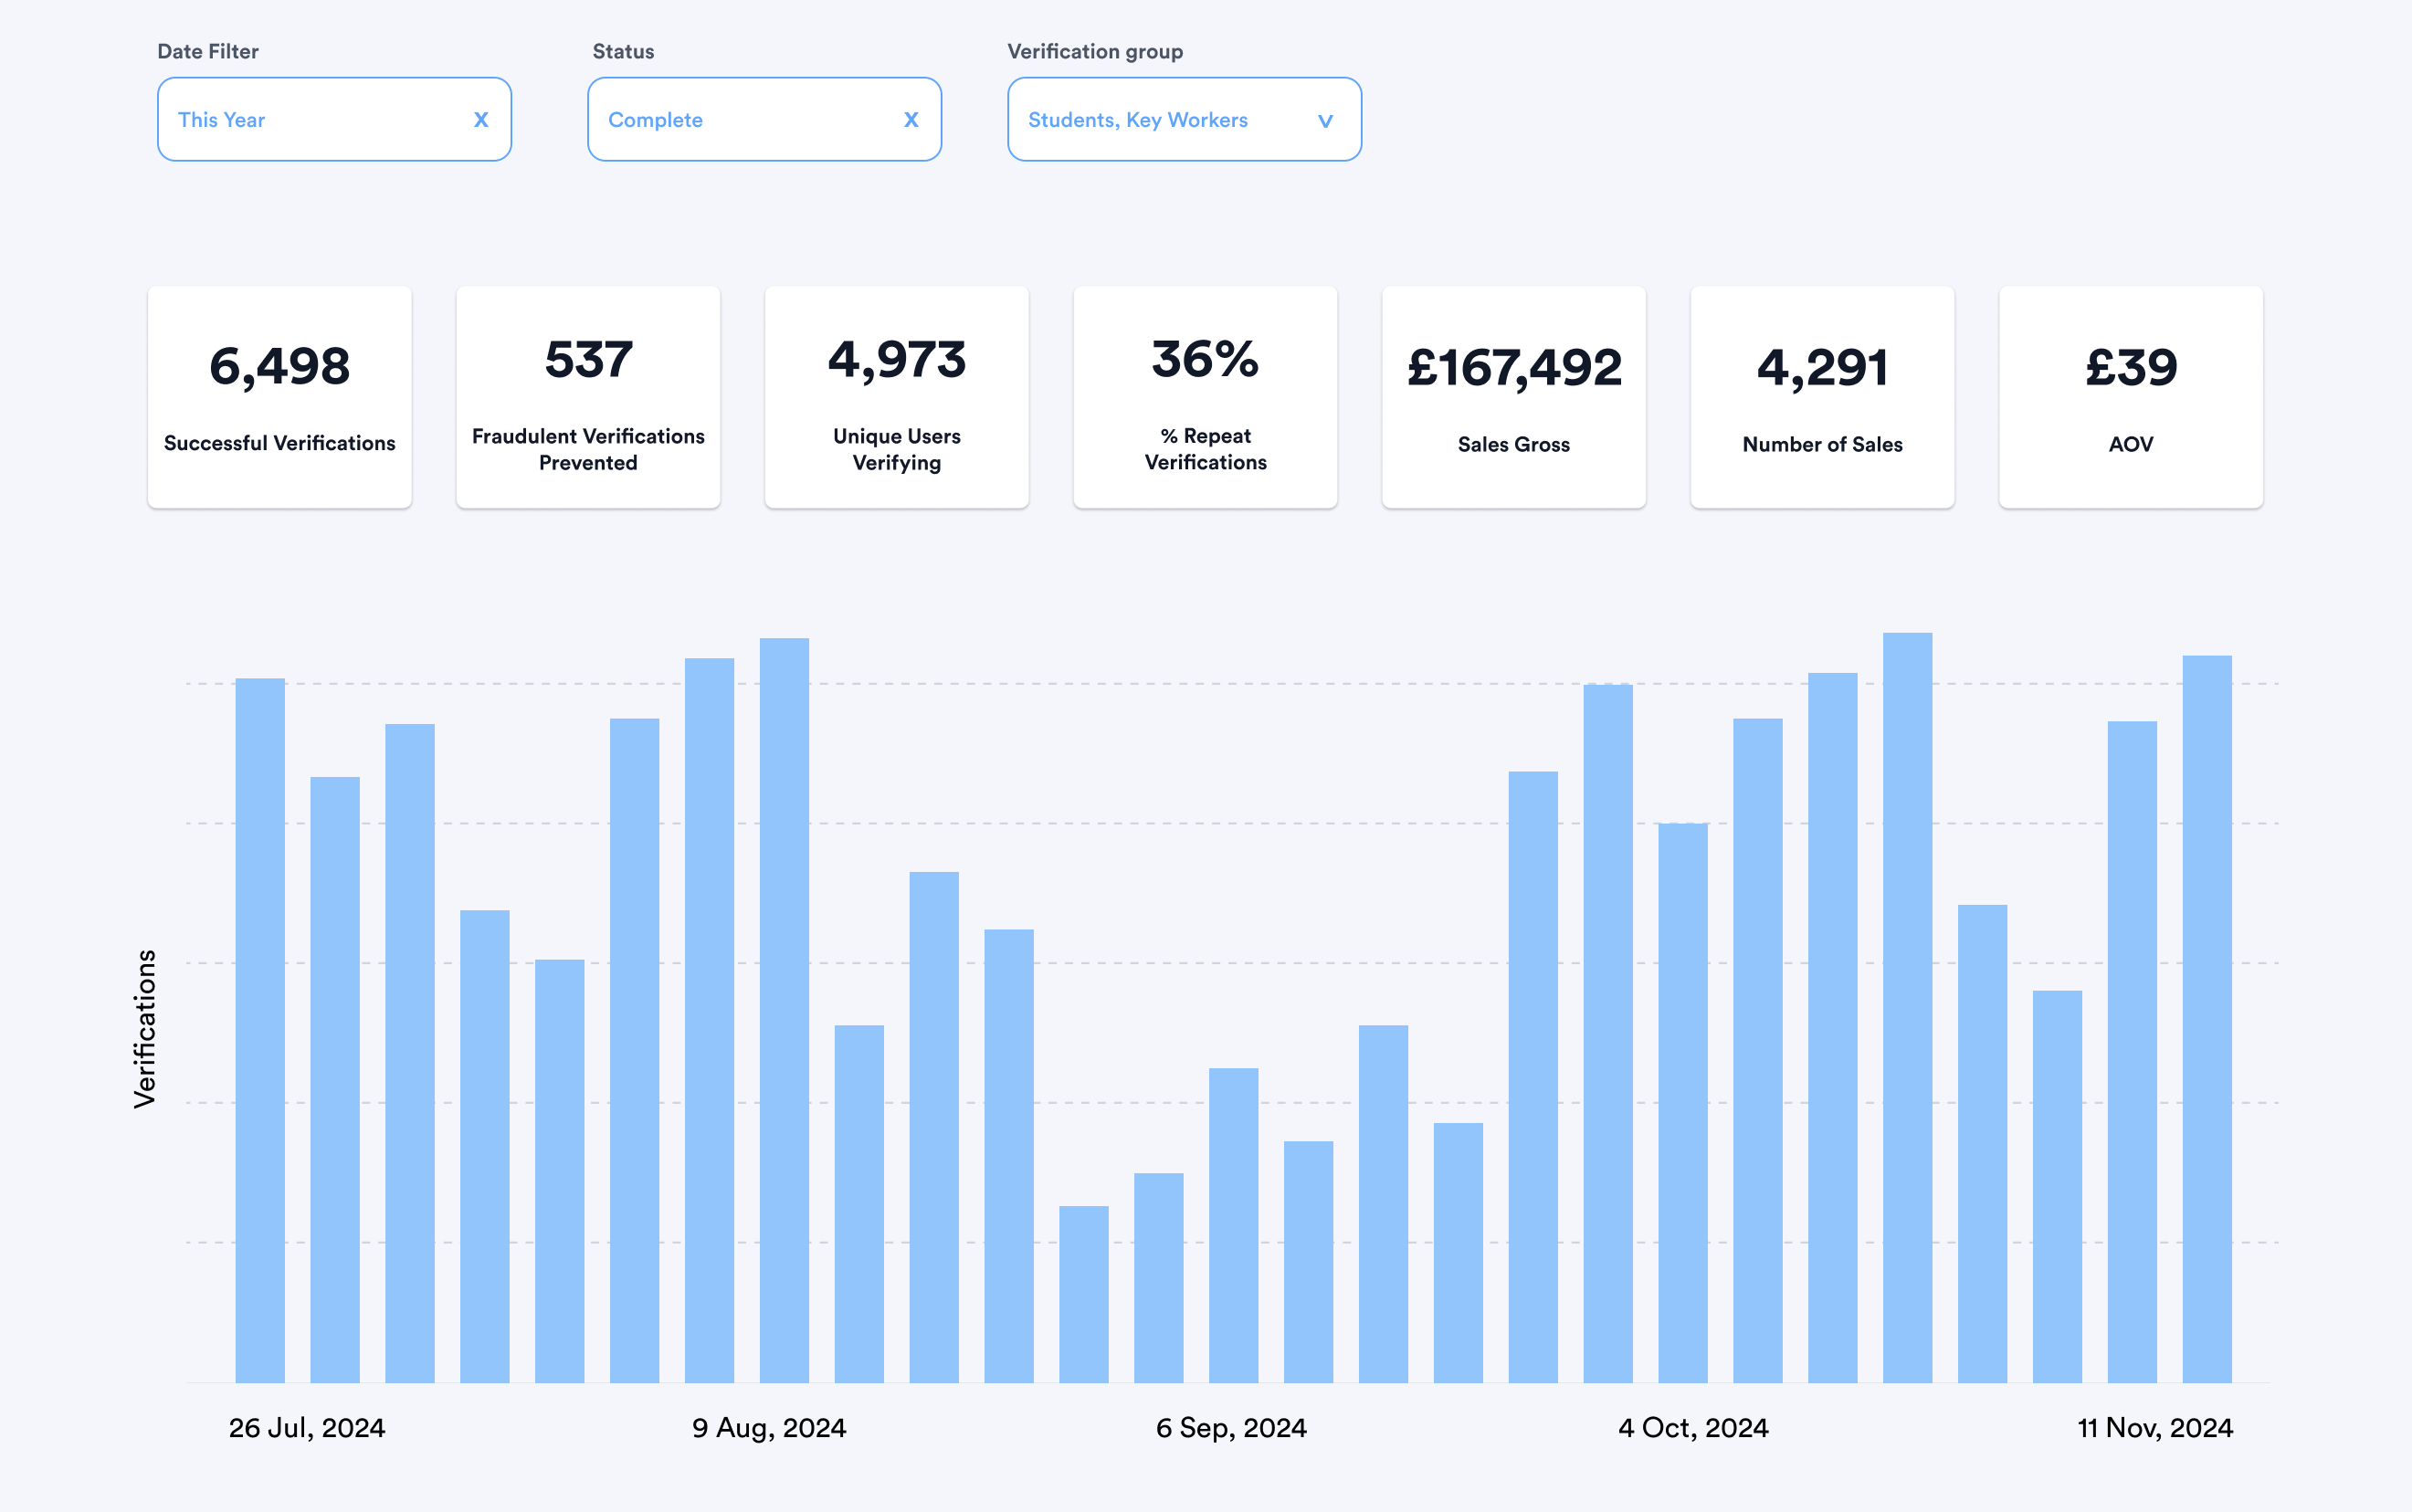 Date Filter
Status
Verification group
This Year X
Complete X
Students, Key Workers v
6,498
Successful Verifications
537
Fraudulent Verifications
Prevented
4,973
Unique Users
Verifying
36%
% Repeat
Verifications
£167,492
Sales Gross
4,291
Number of Sales
£39
AOV
Verifications
26 Jul, 2024
9 Aug, 2024
6 Sep, 2024
4 Oct, 2024
11 Nov, 2024